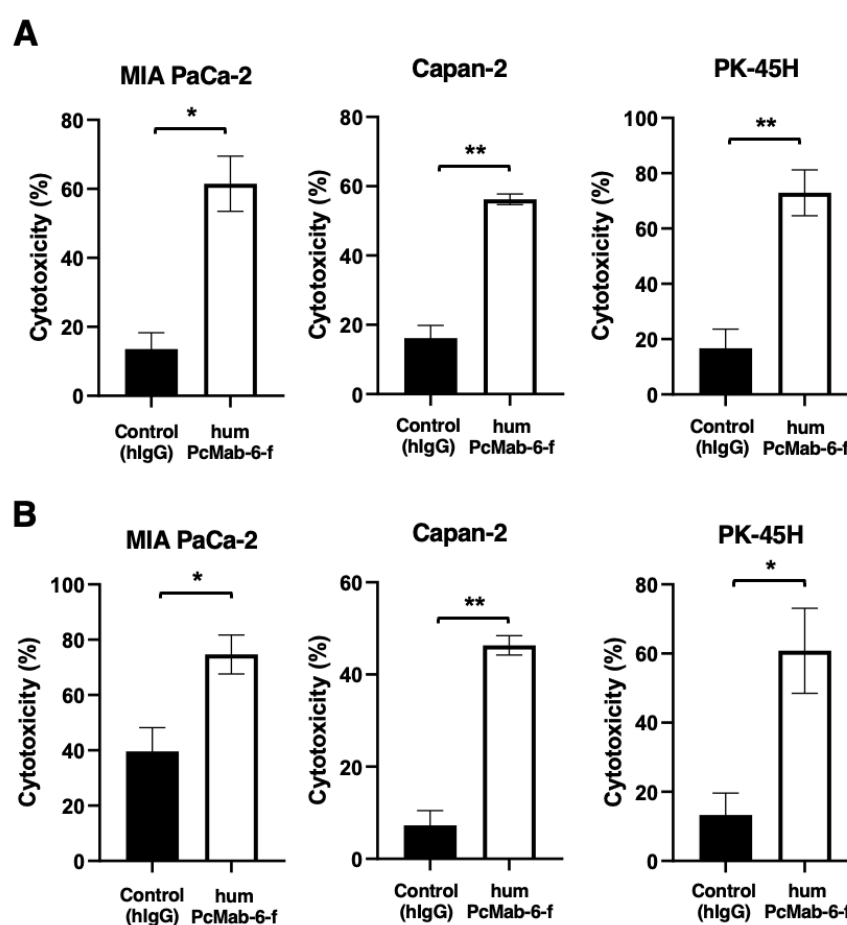 A
MIA PaCa-2
Capan-2
PK-45H
Cytotoxicity (%)
80
60
40
20
0
*
Control
(hIgG)
hum
PcMab-6-f
Cytotoxicity (%)
80
60
40
20
0
**
Control
(hIgG)
hum
PcMab-6-f
Cytotoxicity (%)
100
80
60
40
20
0
**
Control
(hIgG)
hum
PcMab-6-f
B
MIA PaCa-2
Capan-2
PK-45H
Cytotoxicity (%)
100
80
60
40
20
0
*
Control
(hIgG)
hum
PcMab-6-f
Cytotoxicity (%)
60
40
20
0
**
Control
(hIgG)
hum
PcMab-6-f
Cytotoxicity (%)
80
60
40
20
0
*
Control
(hIgG)
hum
PcMab-6-f